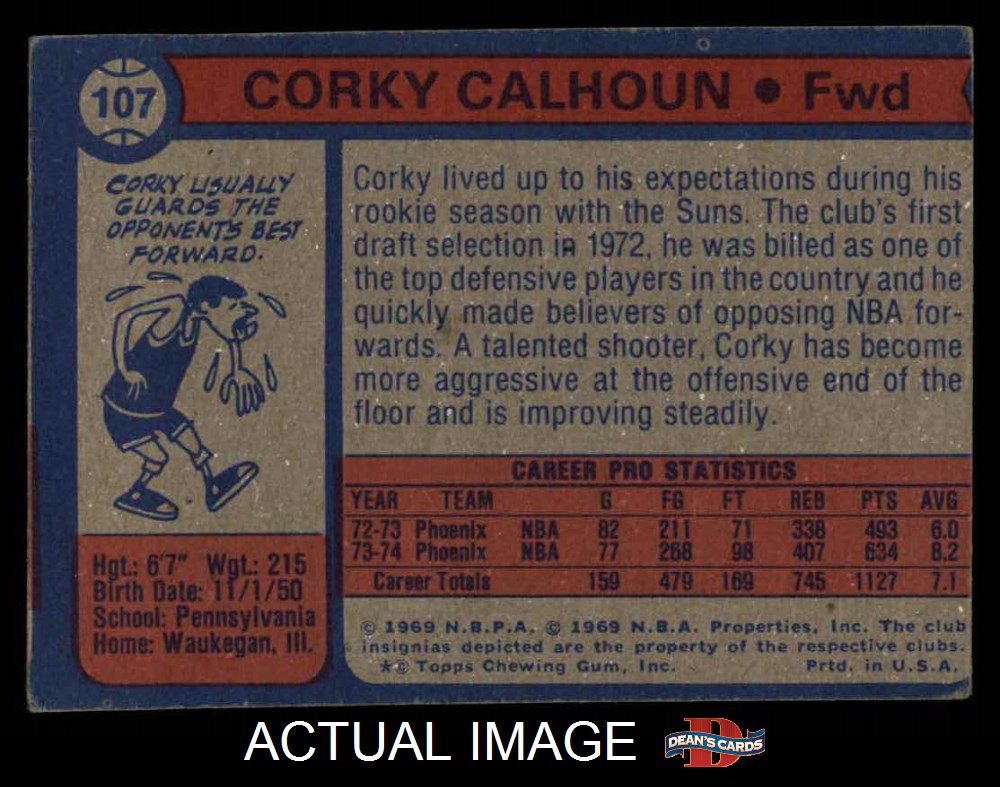 107
CORKY CALHOUN • Fwd
CORKY USUALLY
GUARDS THE
OPPONENT'S BEST
FORWARD.
Corky lived up to his expectations during his
rookie season with the Suns. The club's first
draft selection in 1972, he was billed as one of
the top defensive players in the country and he
quickly made believers of opposing NBA for-
wards. A talented shooter, Corky has become
more aggressive at the offensive end of the
floor and is improving steadily.
CAREER PRO STATISTICS
YEAR TEAM G FG FT REB PTS AVG
72-73 Phoenix NBA 82 211 71 338 493 6.0
73-74 Phoenix NBA 77 268 98 407 634 8.2
Career Totals 159 479 169 745 1127 7.1
Hgt.: 6'7" Wgt.: 215
Birth Date: 11/1/50
School: Pennsylvania
Home: Waukegan, Ill.
© 1969 N.B.P.A. © 1969 N.B.A. Properties, Inc. The club
insignias depicted are the property of the respective clubs.
*© Topps Chewing Gum, Inc. Prtd. in U.S.A.
ACTUAL IMAGE
D
DEAN'S CARDS